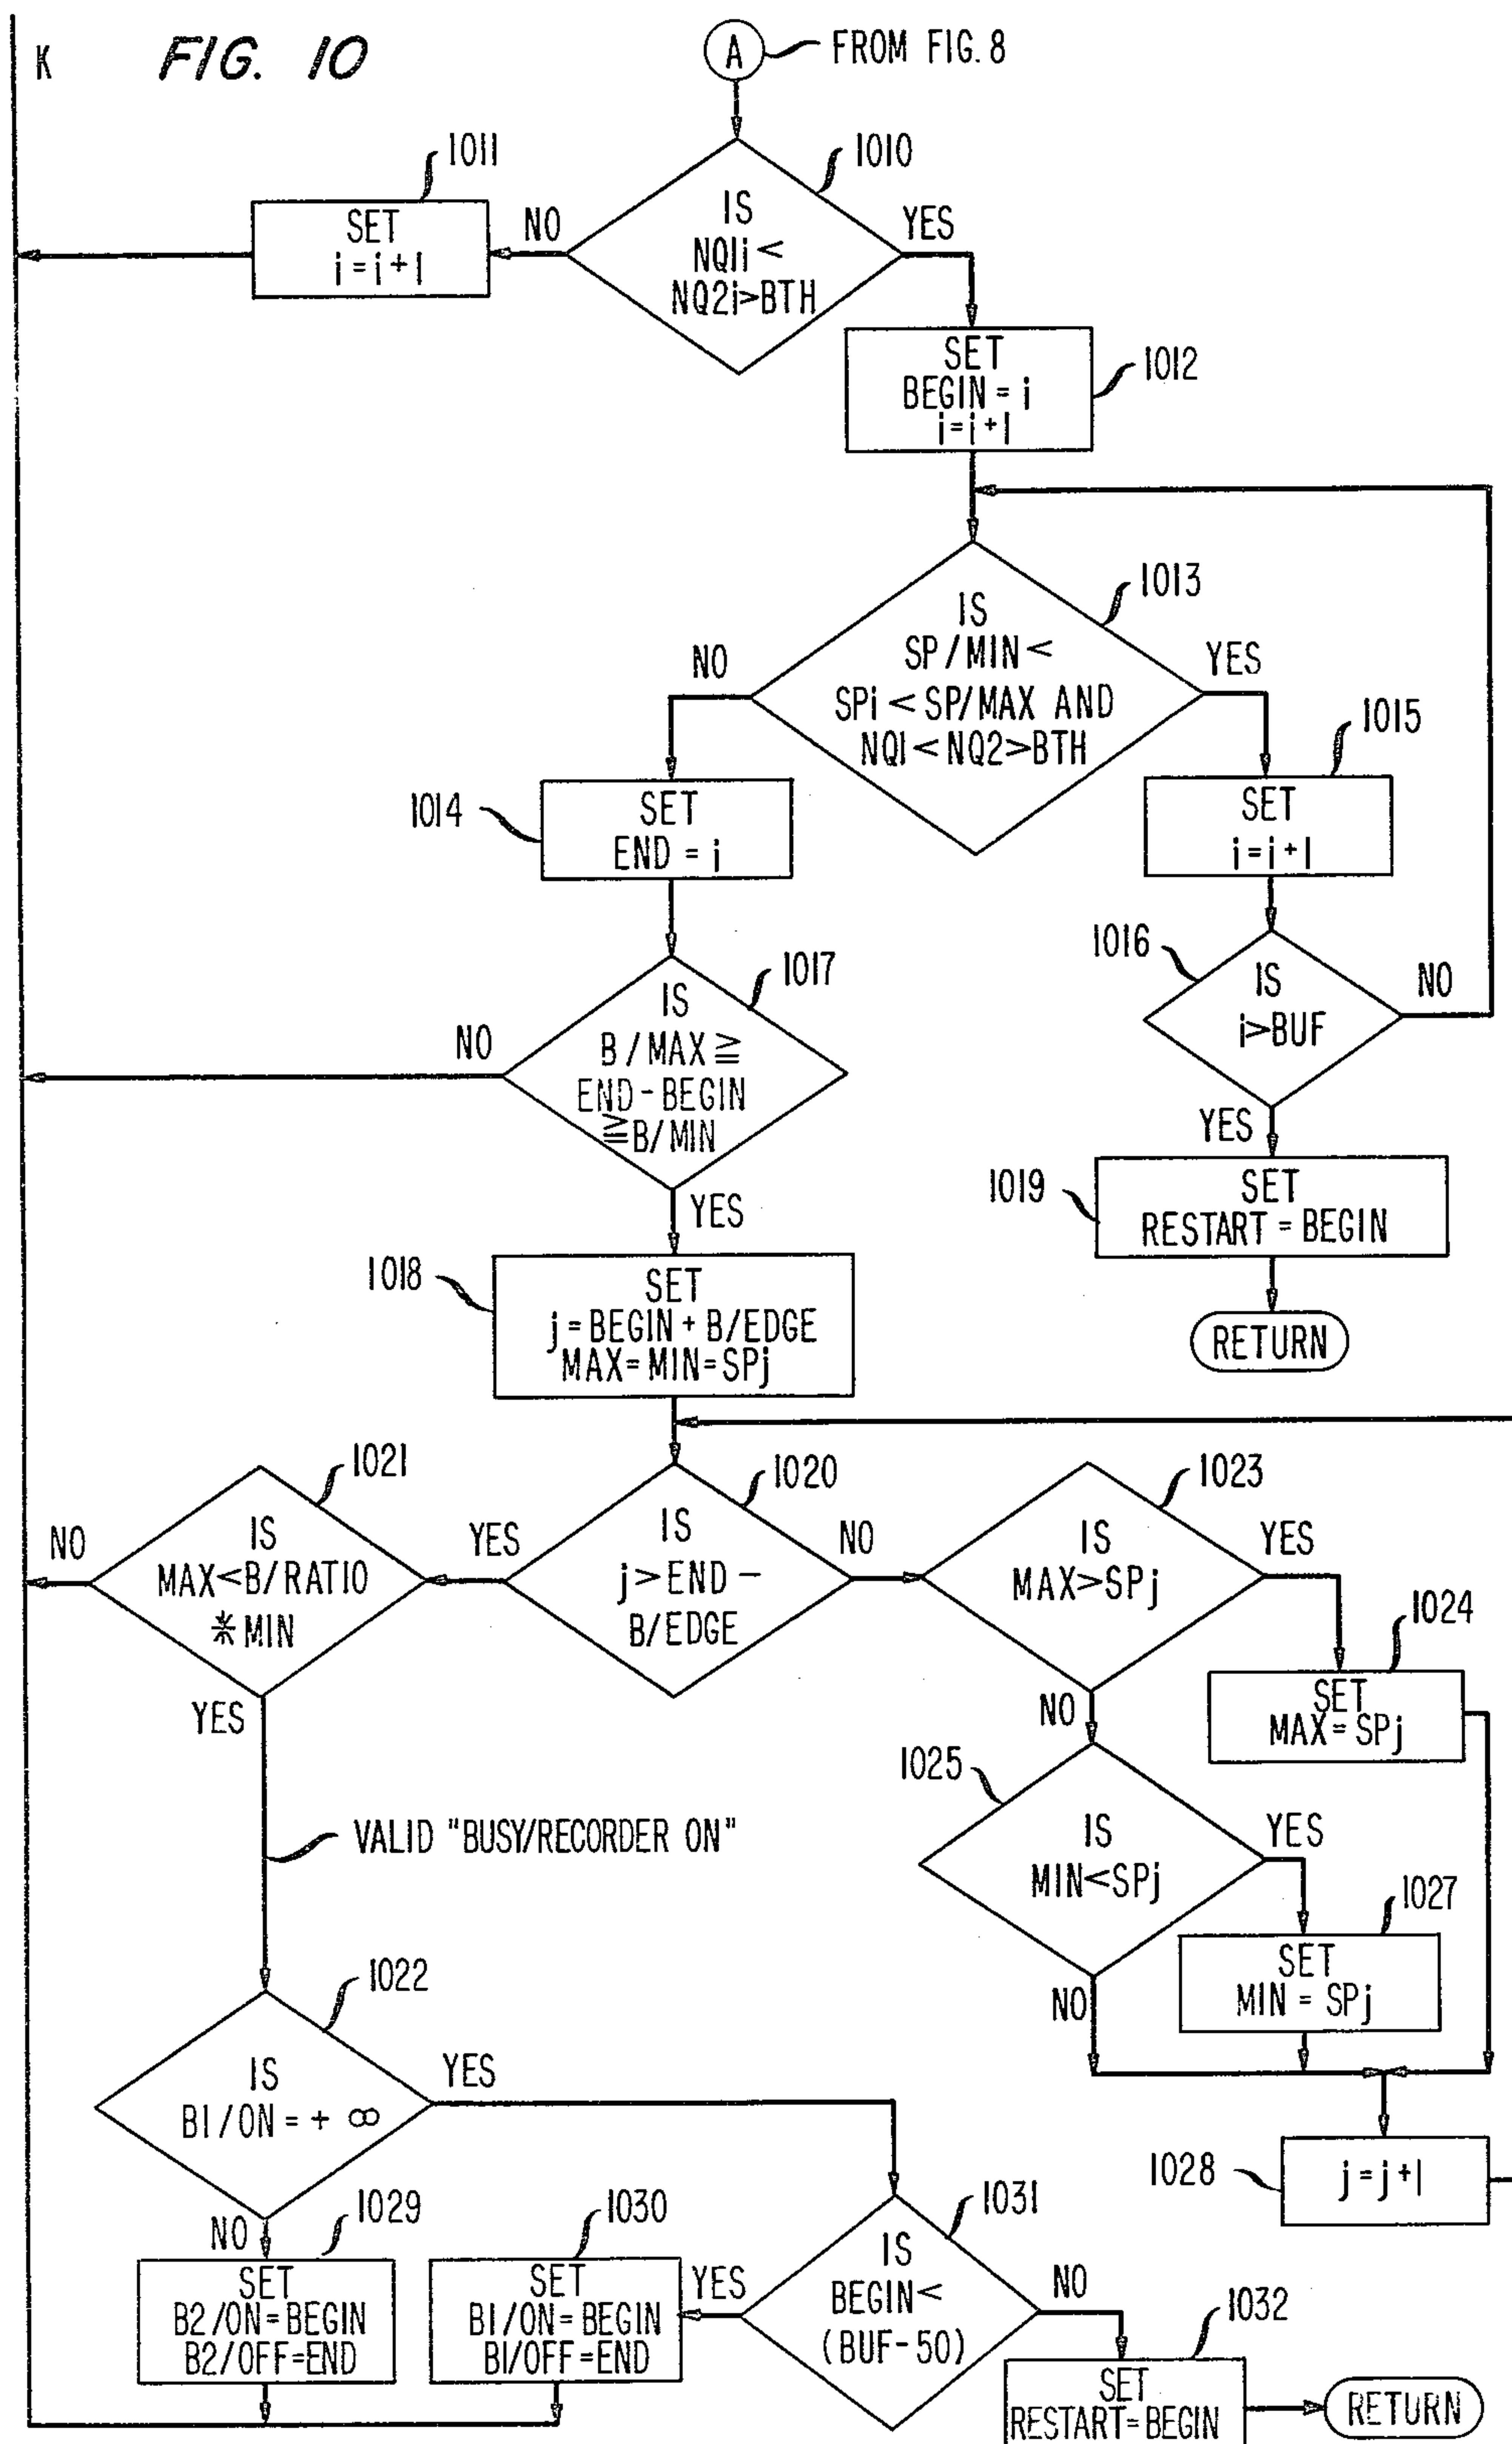 K
FIG. 10
A
FROM FIG. 8
1010
1011
IS
NQ1i <
NQ2i>BTH
NO
YES
SET
i=i+1
SET
BEGIN = i
i=i+1
1012
1013
IS
SP/MIN <
SPi < SP/MAX AND
NQ1<NQ2>BTH
NO
YES
1014
SET
END = i
1015
SET
i=i+1
1016
IS
i>BUF
NO
YES
1017
IS
B/MAX ≧
END-BEGIN
≧B/MIN
NO
YES
1019
SET
RESTART = BEGIN
RETURN
1018
SET
j=BEGIN + B/EDGE
MAX=MIN=SPj
1021
IS
MAX<B/RATIO
*MIN
NO
YES
1020
IS
j>END-
B/EDGE
YES
NO
1023
IS
MAX>SPj
YES
NO
1024
SET
MAX=SPj
1025
IS
MIN<SPj
YES
NO
1027
SET
MIN = SPj
VALID "BUSY/RECORDER ON"
1022
IS
B1/ON = + ∞
YES
NO
1028
j=j+1
1029
SET
B2/ON=BEGIN
B2/OFF=END
1030
SET
B1/ON=BEGIN
B1/OFF=END
1031
IS
BEGIN<
(BUF-50)
YES
NO
1032
SET
RESTART=BEGIN
RETURN